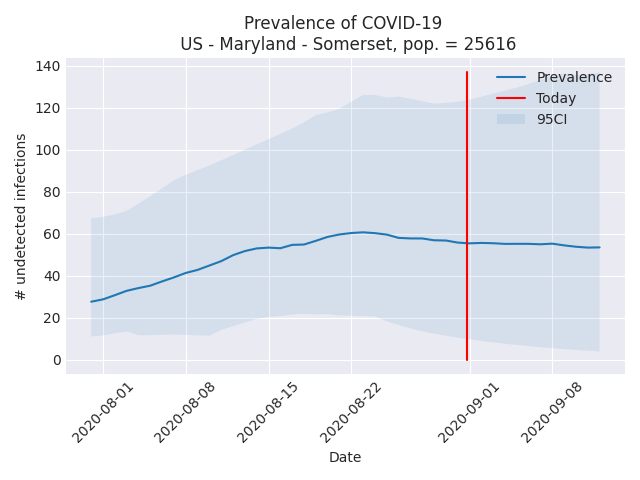 Prevalence of COVID-19
US - Maryland - Somerset, pop. = 25616
140
120
100
80
60
40
20
0
# undetected infections
Prevalence
Today
95CI
2020-08-01
2020-08-08
2020-08-15
2020-08-22
2020-09-01
2020-09-08
Date